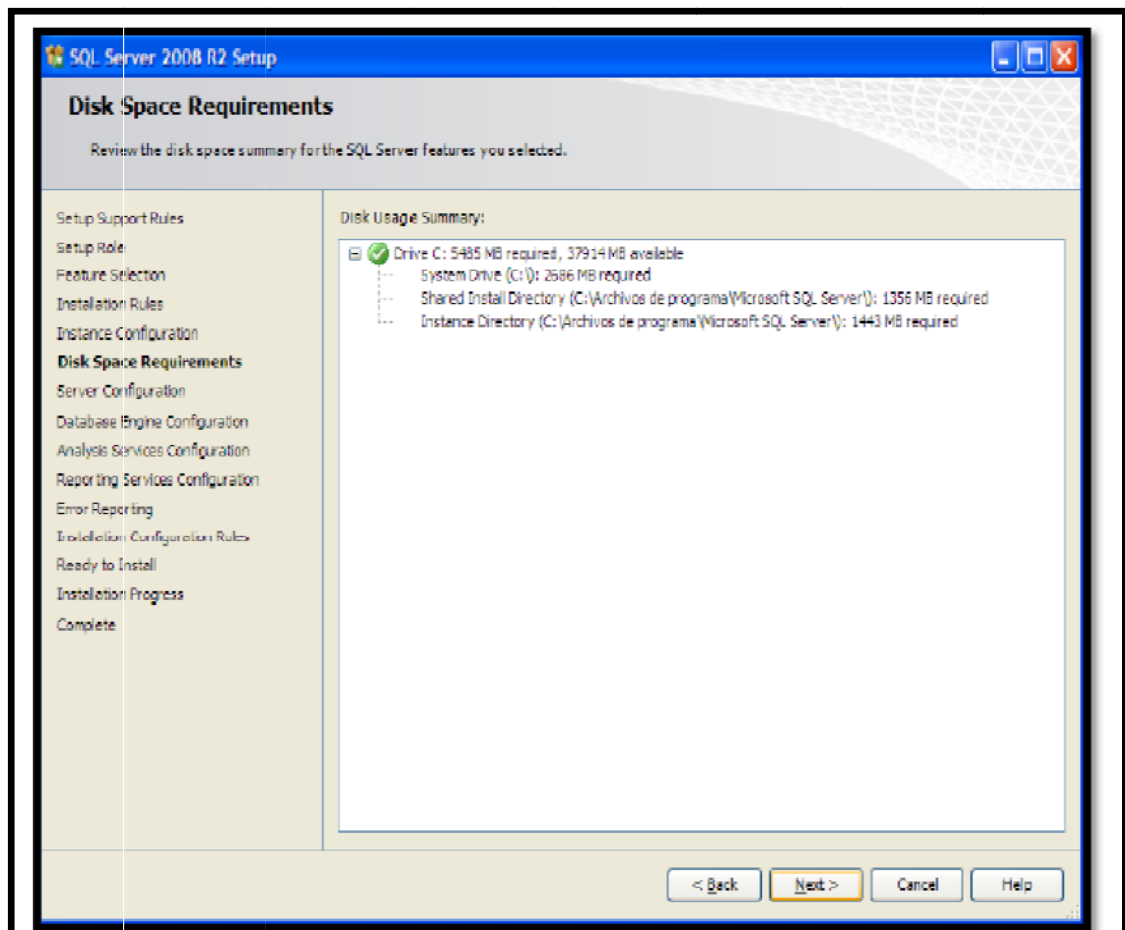 SQL Server 2008 R2 Setup
Disk Space Requirements
Review the disk space summary for the SQL Server features you selected.
Setup Support Rules
Setup Role
Feature Selection
Installation Rules
Instance Configuration
Disk Space Requirements
Server Configuration
Database Engine Configuration
Analysis Services Configuration
Reporting Services Configuration
Error Reporting
Installation Configuration Rules
Ready to Install
Installation Progress
Complete
Disk Usage Summary:
Drive C: 5485 MB required, 37914 MB available
System Drive (C:\): 2686 MB required
Shared Install Directory (C:\Archivos de programa\Microsoft SQL Server\): 1356 MB required
Instance Directory (C:\Archivos de programa\Microsoft SQL Server\): 1443 MB required
< Back
Next >
Cancel
Help